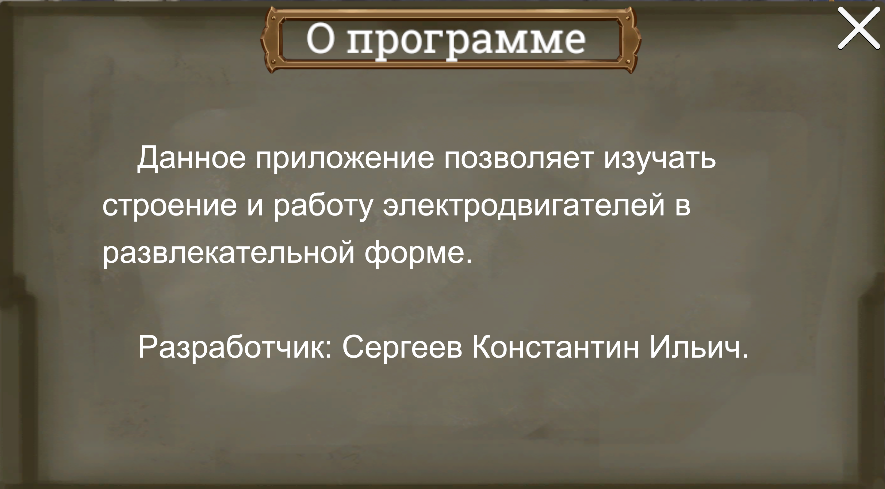 О программе
Данное приложение позволяет изучать
строение и работу электродвигателей в
развлекательной форме.
Разработчик: Сергеев Константин Ильич.